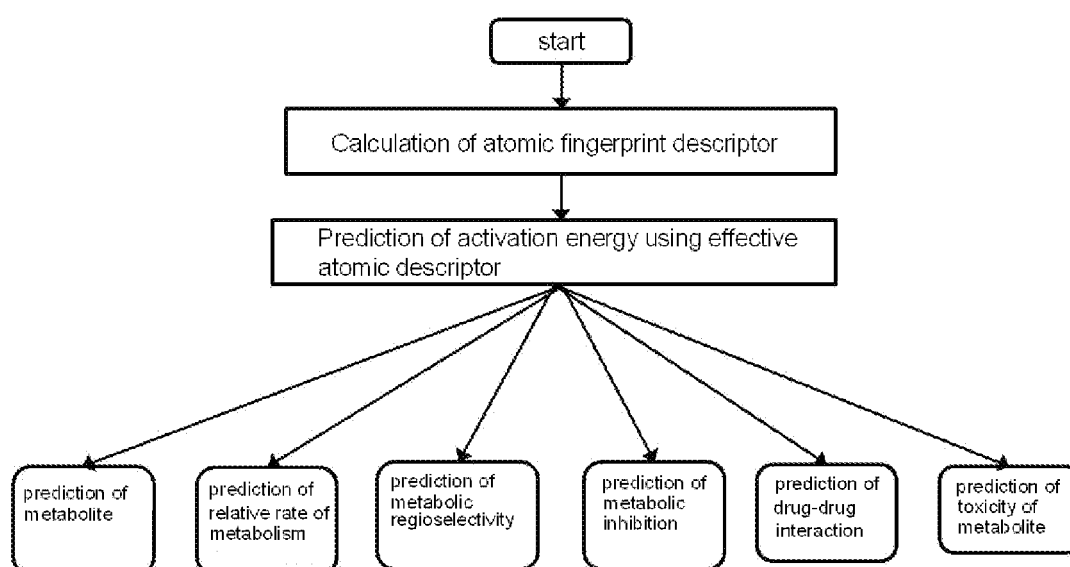 start
Calculation of atomic fingerprint descriptor
Prediction of activation energy using effective
atomic descriptor
prediction of
metabolite
prediction of
relative rate of
metabolism
prediction of
metabolic
regioselectivity
prediction of
metabolic
inhibition
prediction of
drug-drug
interaction
prediction of
toxicity of
metabolite